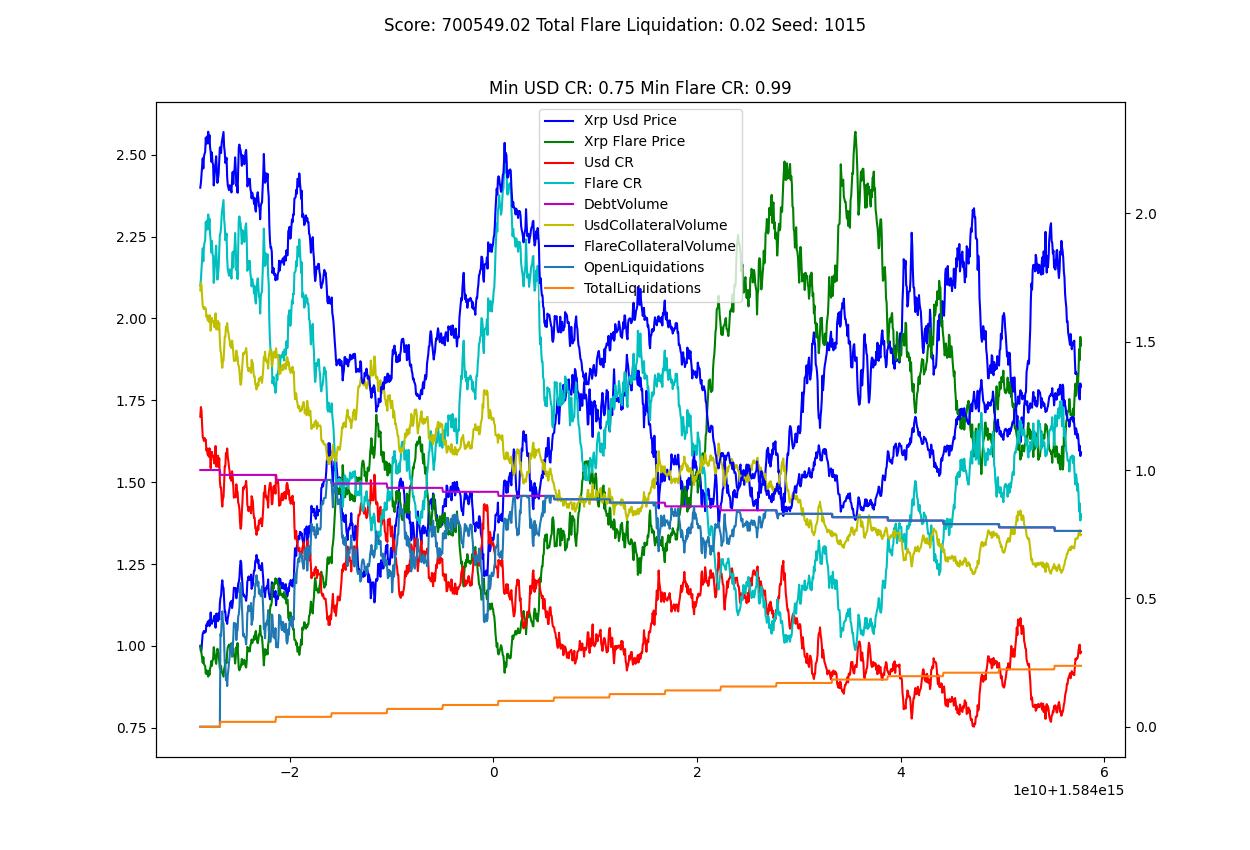 Score: 700549.02 Total Flare Liquidation: 0.02 Seed: 1015
Min USD CR: 0.75 Min Flare CR: 0.99
Xrp Usd Price
Xrp Flare Price
Usd CR
Flare CR
DebtVolume
UsdCollateralVolume
FlareCollateralVolume
OpenLiquidations
TotalLiquidations
2.50
2.25
2.00
1.75
1.50
1.25
1.00
0.75
2.0
1.5
1.0
0.5
0.0
−2 0 2 4 6
1e10+1.584e15